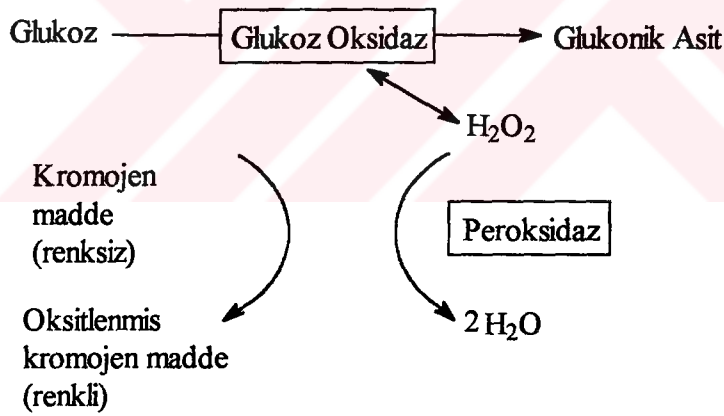 Glukoz Glukoz Oksidaz Glukonik Asit
H₂O₂
Kromojen
madde
(renksiz)
Peroksidaz
Oksitlenmis
kromojen madde
(renkli)
2 H₂O